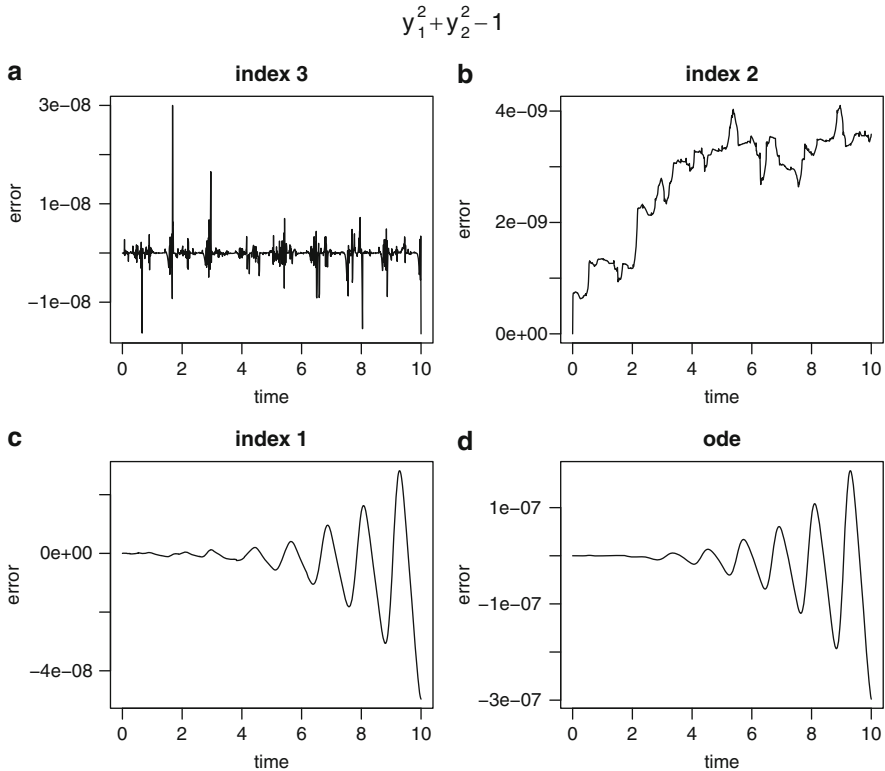 y₁²+y₂²−1
a
index 3
3e−08
1e−08
−1e−08
error
0 2 4 6 8 10
time
b
index 2
4e−09
2e−09
0e+00
error
0 2 4 6 8 10
time
c
index 1
0e+00
−4e−08
error
0 2 4 6 8 10
time
d
ode
1e−07
−1e−07
−3e−07
error
0 2 4 6 8 10
time